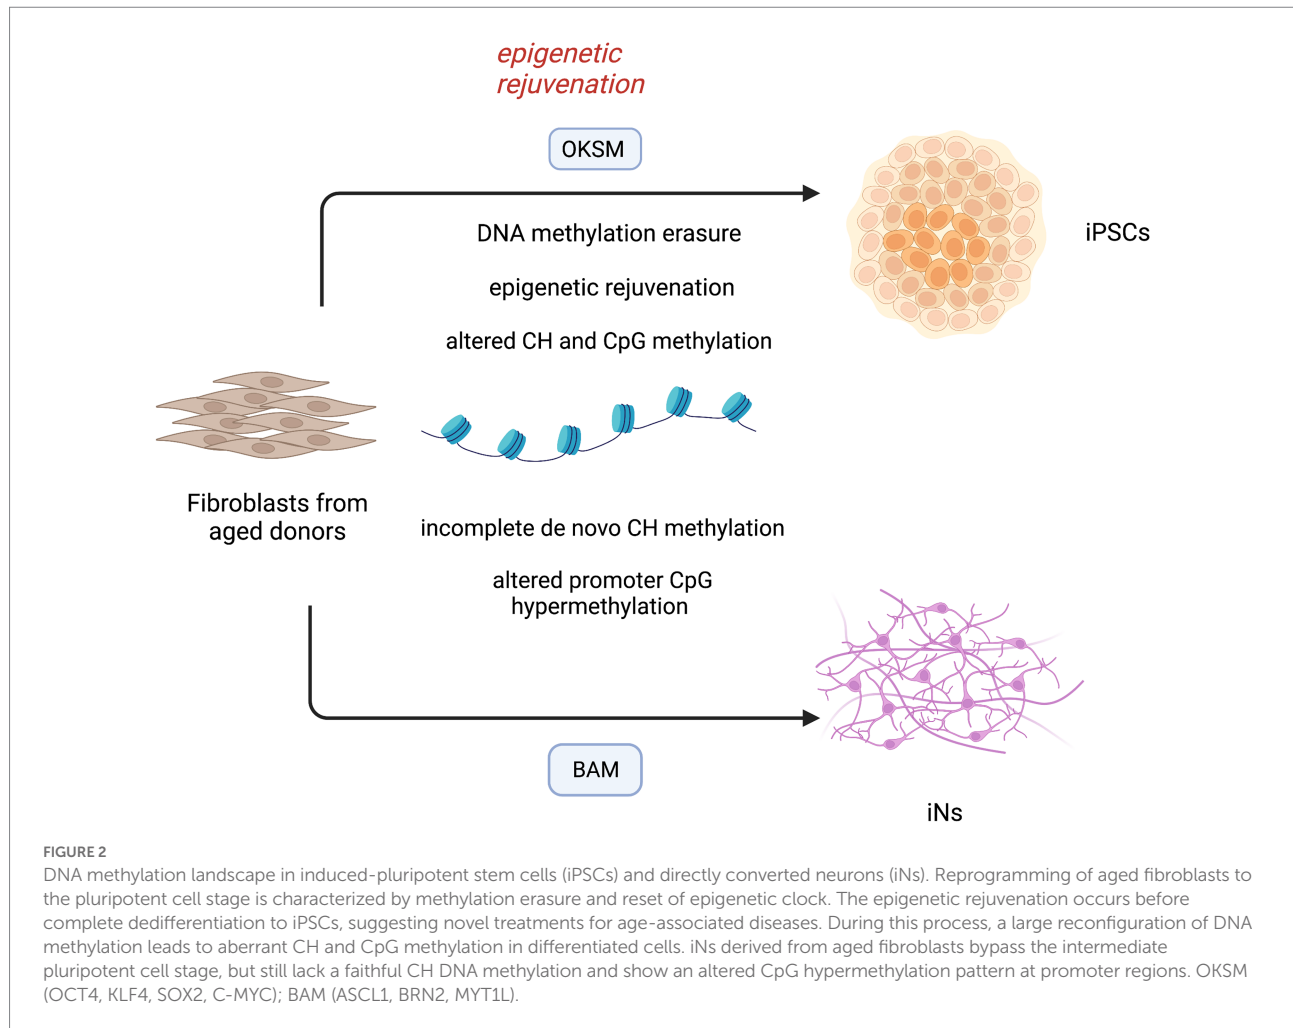 epigenetic
rejuvenation
OKSM
DNA methylation erasure
iPSCs
epigenetic rejuvenation
altered CH and CpG methylation
Fibroblasts from
aged donors
incomplete de novo CH methylation
altered promoter CpG
hypermethylation
BAM
iNs
FIGURE 2
DNA methylation landscape in induced-pluripotent stem cells (iPSCs) and directly converted neurons (iNs). Reprogramming of aged fibroblasts to
the pluripotent cell stage is characterized by methylation erasure and reset of epigenetic clock. The epigenetic rejuvenation occurs before
complete dedifferentiation to iPSCs, suggesting novel treatments for age-associated diseases. During this process, a large reconfiguration of DNA
methylation leads to aberrant CH and CpG methylation in differentiated cells. iNs derived from aged fibroblasts bypass the intermediate
pluripotent cell stage, but still lack a faithful CH DNA methylation and show an altered CpG hypermethylation pattern at promoter regions. OKSM
(OCT4, KLF4, SOX2, C-MYC); BAM (ASCL1, BRN2, MYT1L).